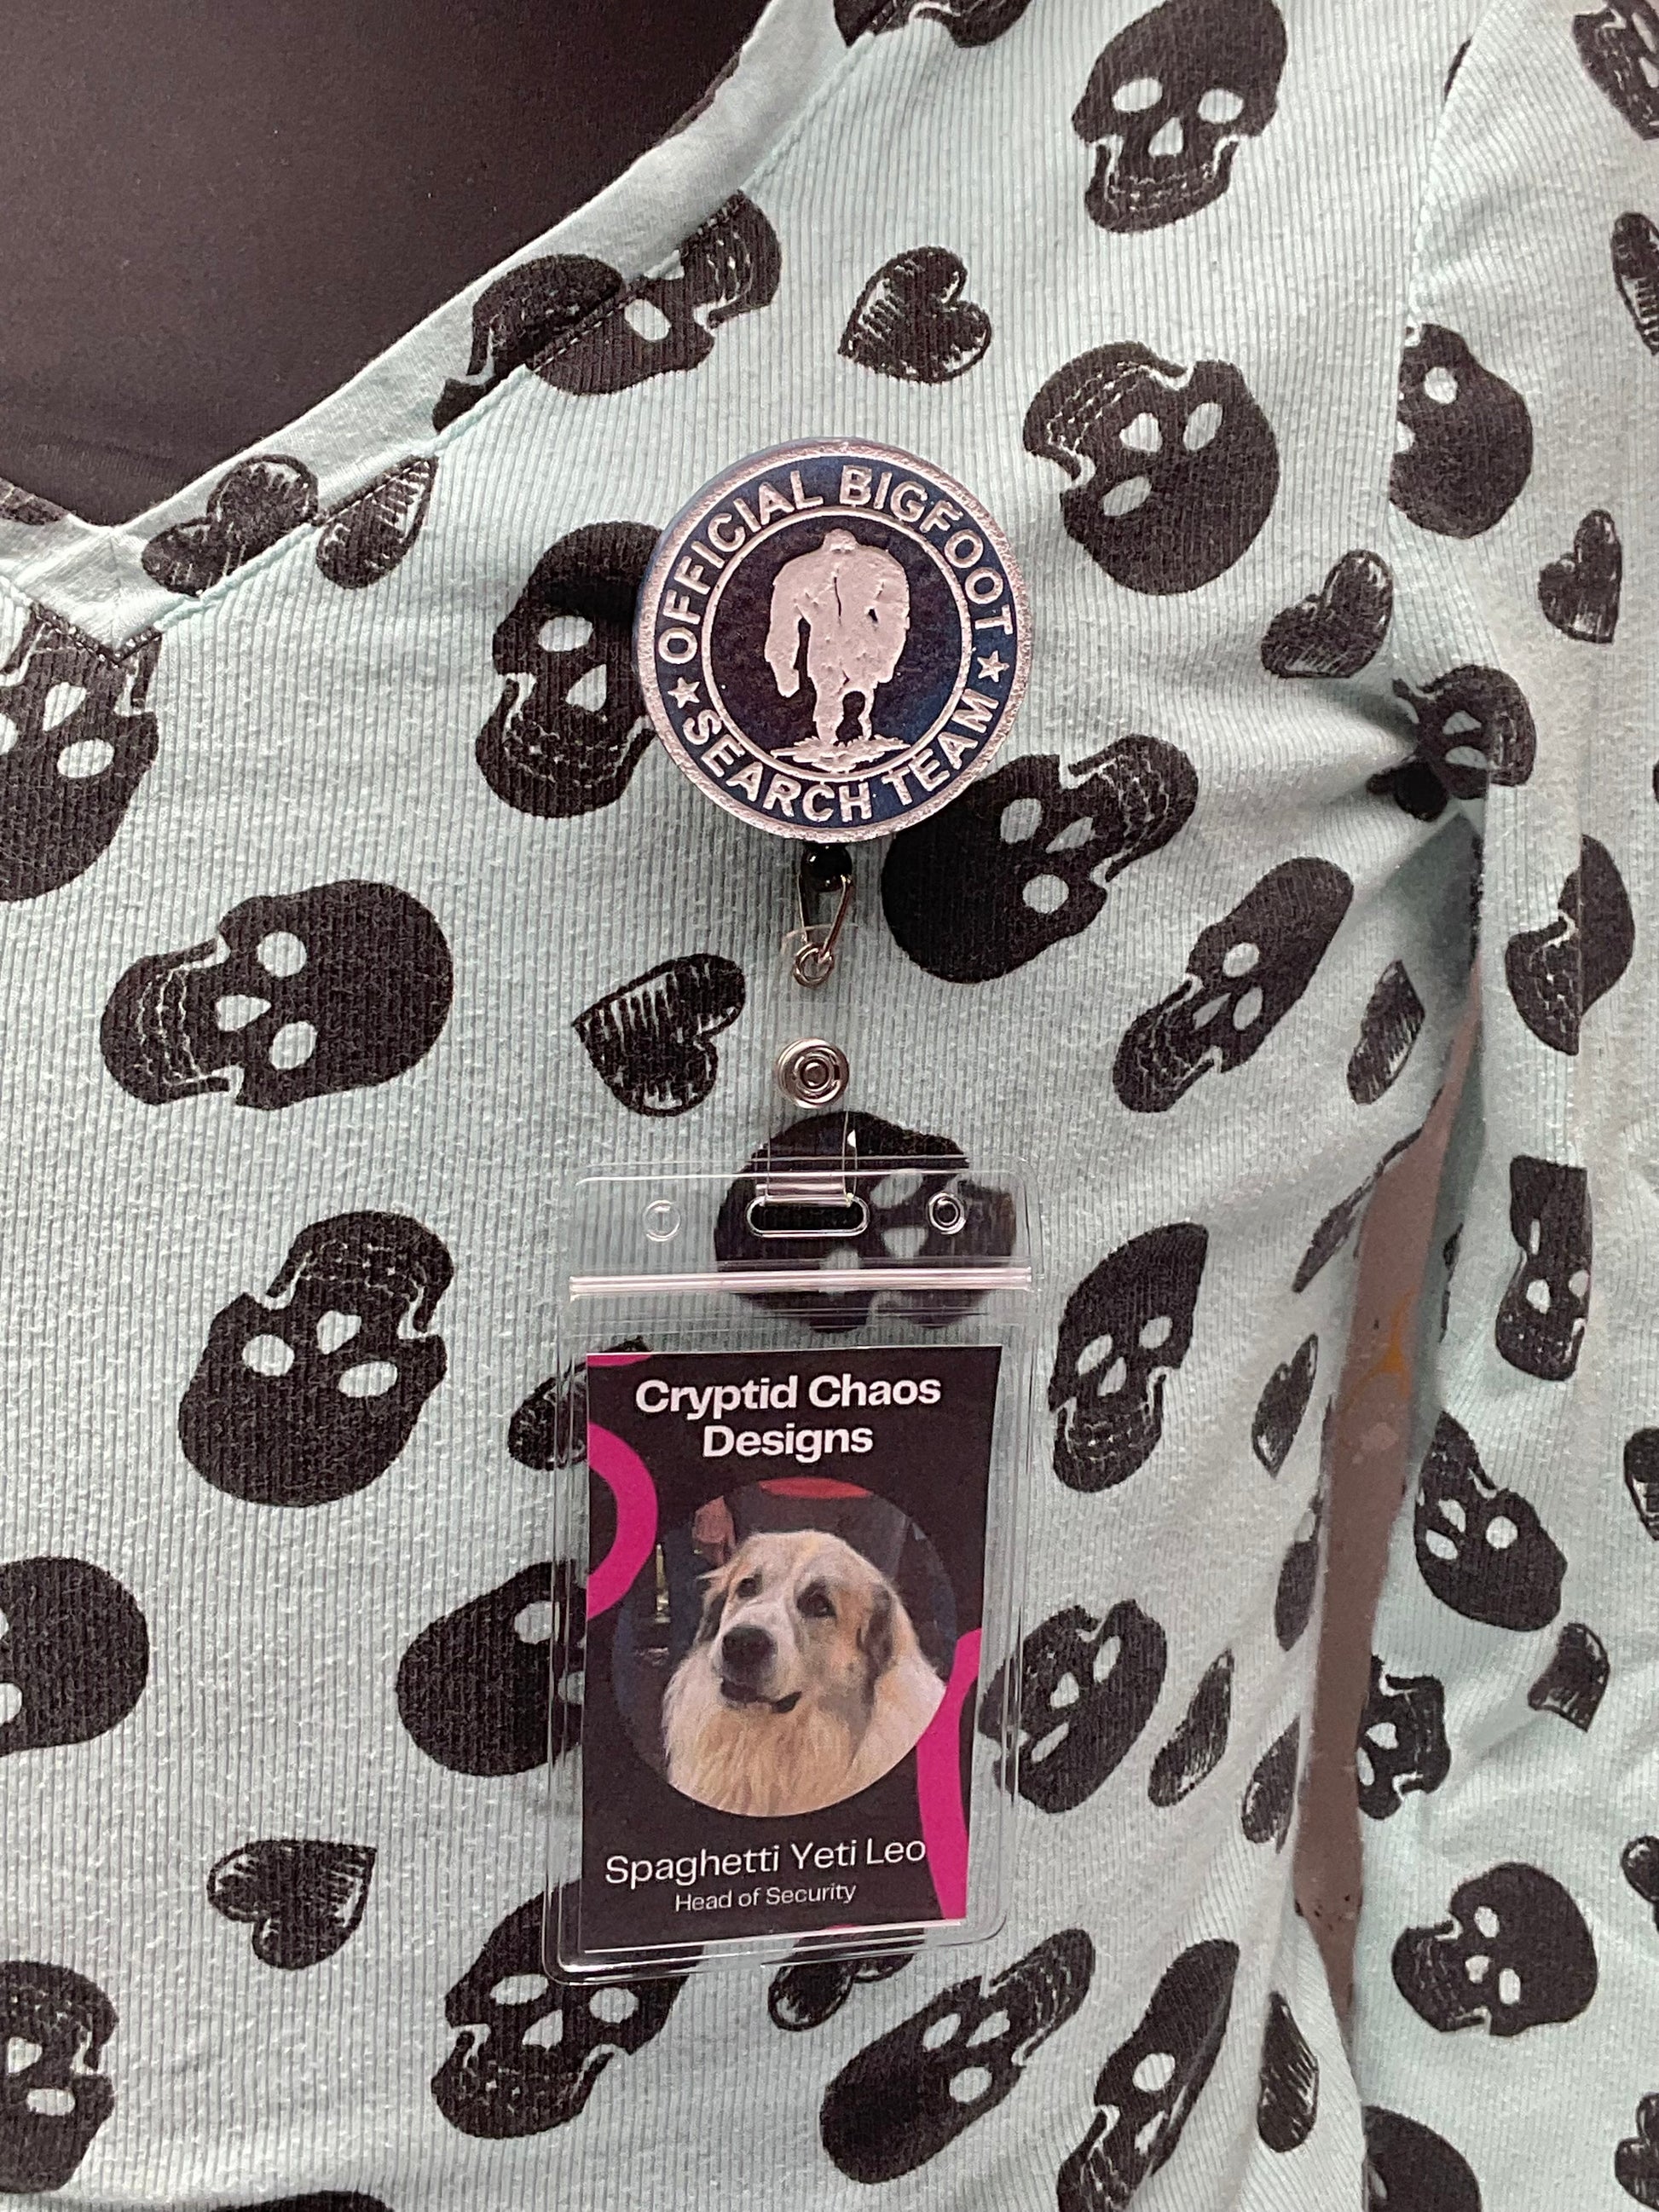 OFFICIAL BIGFOOT
SEARCH TEAM
Cryptid Chaos
Designs
Spaghetti Yeti Leo
Head of Security